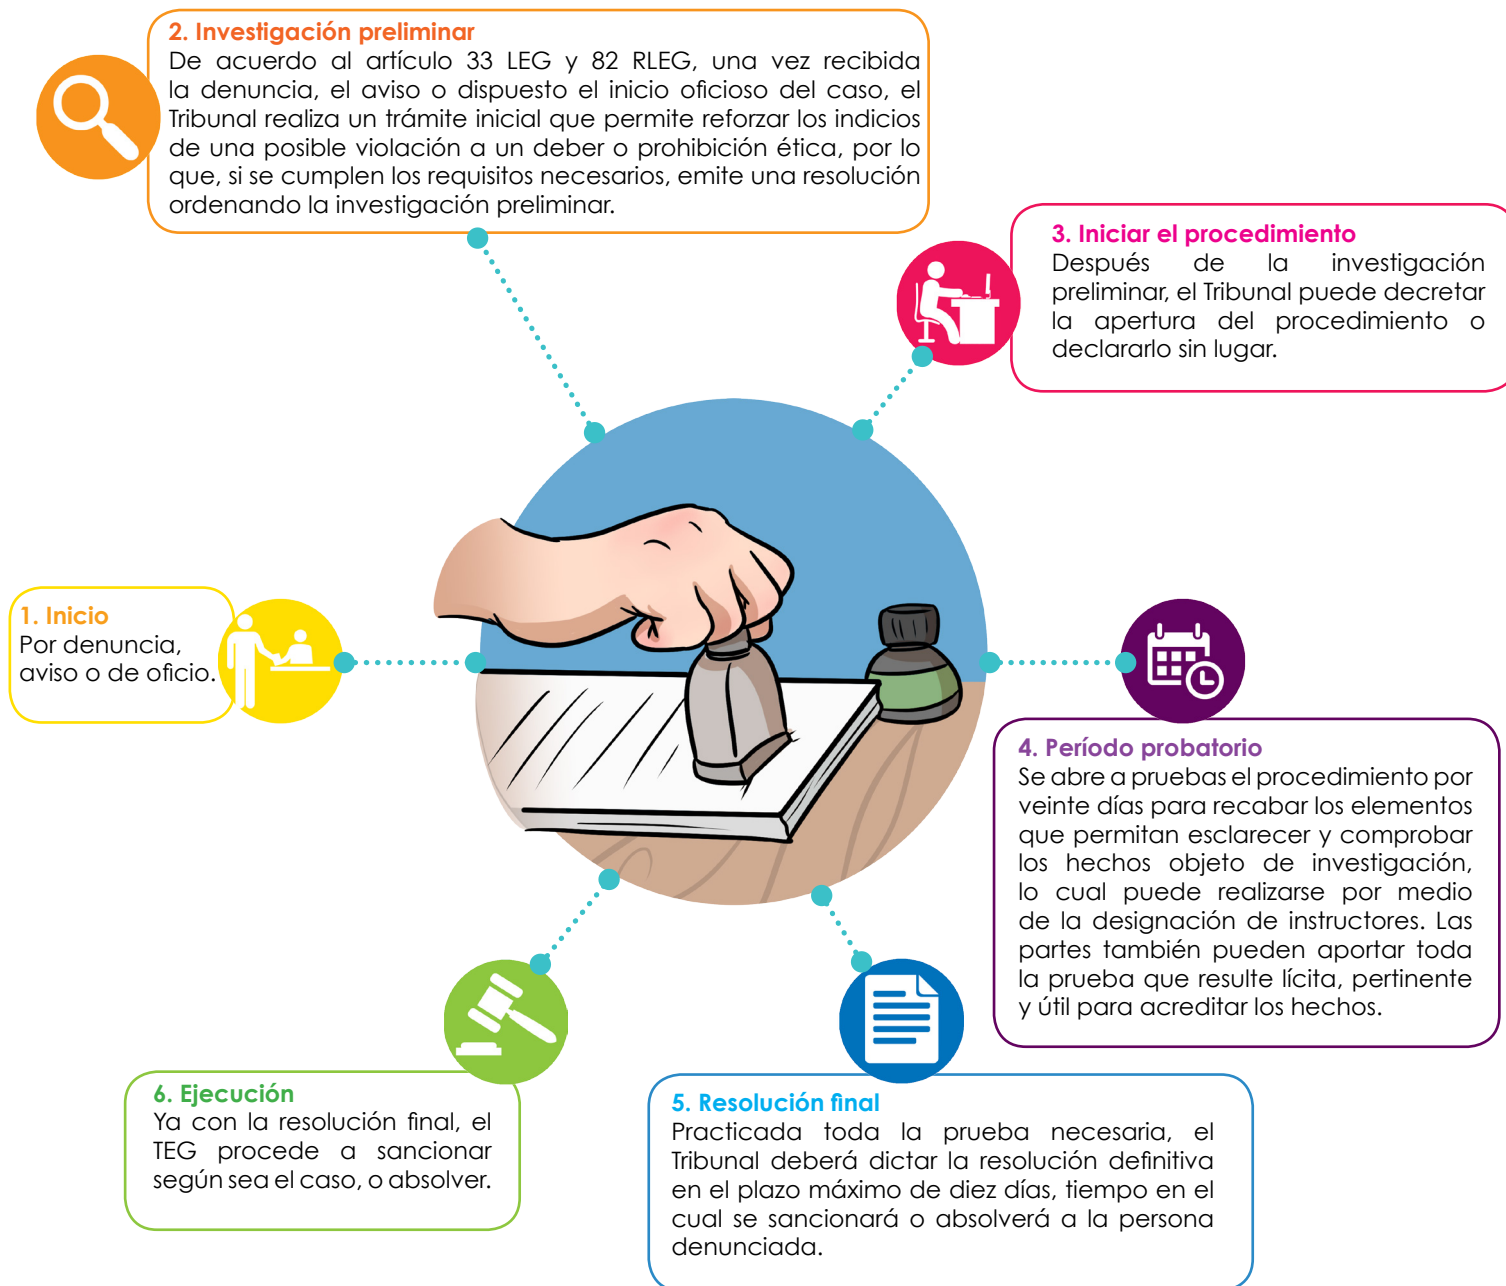 1. Inicio
Por denuncia,
aviso o de oficio.
2. Investigación preliminar
De acuerdo al artículo 33 LEG y 82 RLEG, una vez recibida
la denuncia, el aviso o dispuesto el inicio oficioso del caso, el
Tribunal realiza un trámite inicial que permite reforzar los indicios
de una posible violación a un deber o prohibición ética, por lo
que, si se cumplen los requisitos necesarios, emite una resolución
ordenando la investigación preliminar.
3. Iniciar el procedimiento
Después de la investigación
preliminar, el Tribunal puede decretar
la apertura del procedimiento o
declararlo sin lugar.
4. Período probatorio
Se abre a pruebas el procedimiento por
veinte días para recabar los elementos
que permitan esclarecer y comprobar
los hechos objeto de investigación,
lo cual puede realizarse por medio
de la designación de instructores. Las
partes también pueden aportar toda
la prueba que resulte lícita, pertinente
y útil para acreditar los hechos.
5. Resolución final
Practicada toda la prueba necesaria, el
Tribunal deberá dictar la resolución definitiva
en el plazo máximo de diez días, tiempo en el
cual se sancionará o absolverá a la persona
denunciada.
6. Ejecución
Ya con la resolución final, el
TEG procede a sancionar
según sea el caso, o absolver.